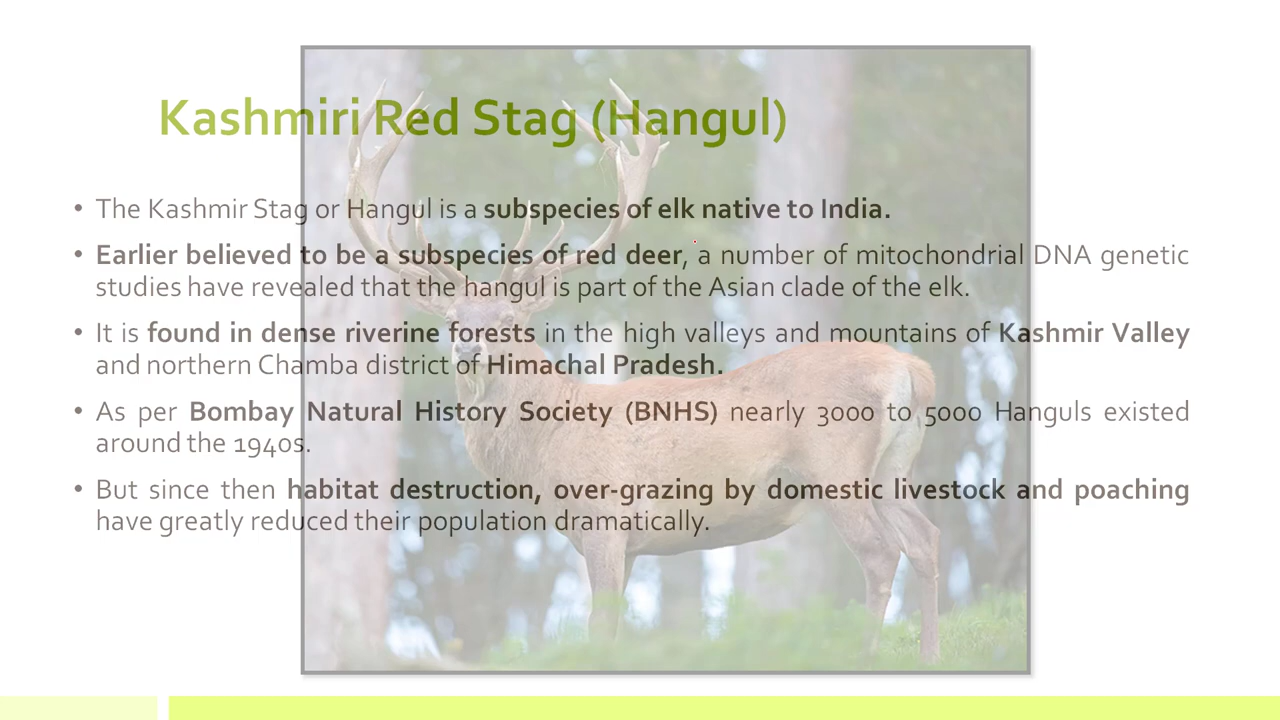 Kashmiri Red Stag (Hangul)
• The Kashmir Stag or Hangul is a subspecies of elk native to India.
• Earlier believed to be a subspecies of red deer, a number of mitochondrial DNA genetic
studies have revealed that the hangul is part of the Asian clade of the elk.
• It is found in dense riverine forests in the high valleys and mountains of Kashmir Valley
and northern Chamba district of Himachal Pradesh.
• As per Bombay Natural History Society (BNHS) nearly 3000 to 5000 Hanguls existed
around the 1940s.
• But since then habitat destruction, over-grazing by domestic livestock and poaching
have greatly reduced their population dramatically.